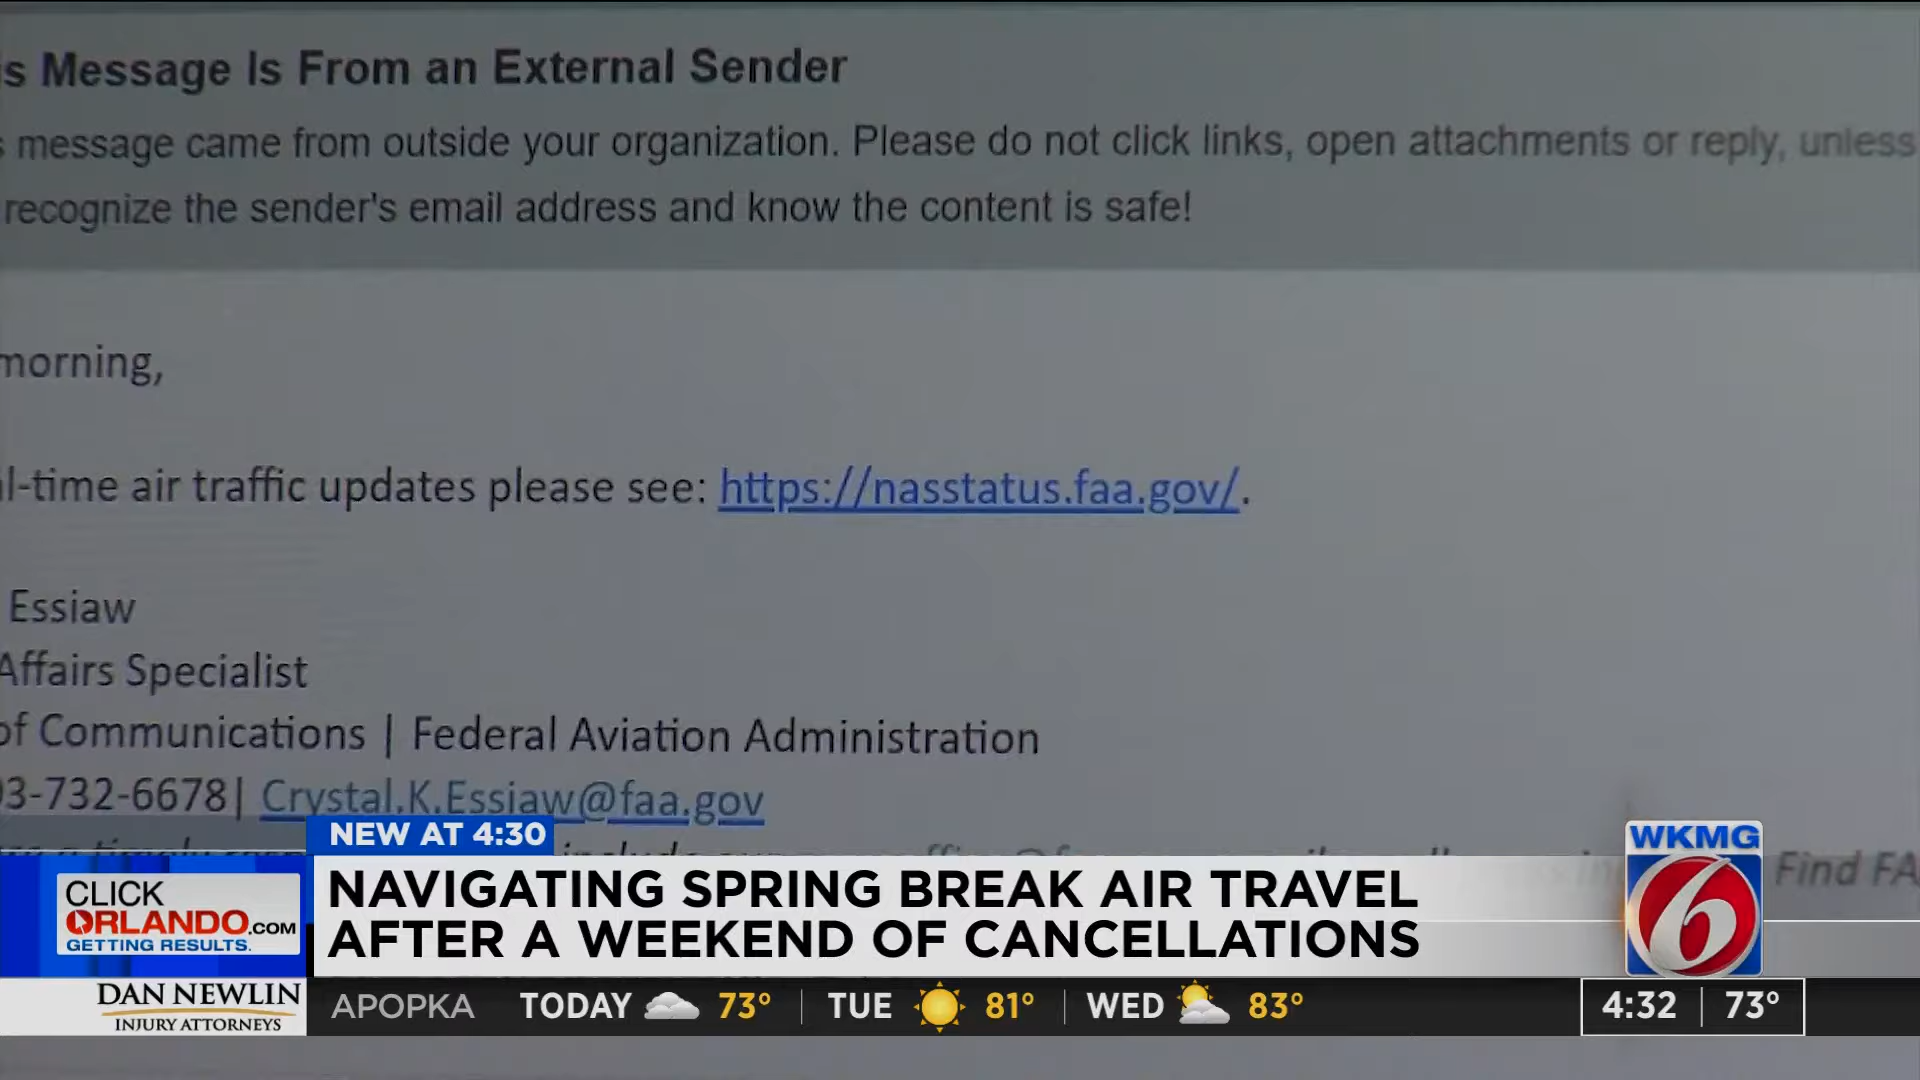 s Message Is From an External Sender
message came from outside your organization. Please do not click links, open attachments or reply, unless
recognize the sender's email address and know the content is safe!
morning,
l-time air traffic updates please see: https://nasstatus.faa.gov/.
Essiaw
Affairs Specialist
of Communications | Federal Aviation Administration
03-732-6678| Crystal.K.Essiaw@faa.gov
Find FA
NEW AT 4:30
NAVIGATING SPRING BREAK AIR TRAVEL
AFTER A WEEKEND OF CANCELLATIONS
CLICK
ORLANDO.COM
GETTING RESULTS.
WKMG
6
DAN NEWLIN
INJURY ATTORNEYS
APOPKA TODAY 73° TUE 81° WED 83°
4:32 73°